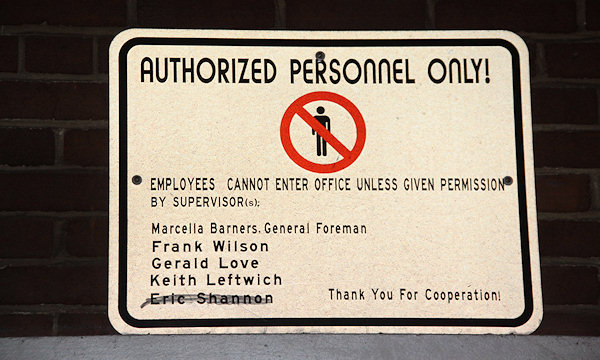 AUTHORIZED PERSONNEL ONLY!
EMPLOYEES CANNOT ENTER OFFICE UNLESS GIVEN PERMISSION
BY SUPERVISOR(s);
Marcella Barners. General Foreman
Frank Wilson
Gerald Love
Keith Leftwich
Eric Shannon
Thank You For Cooperation!